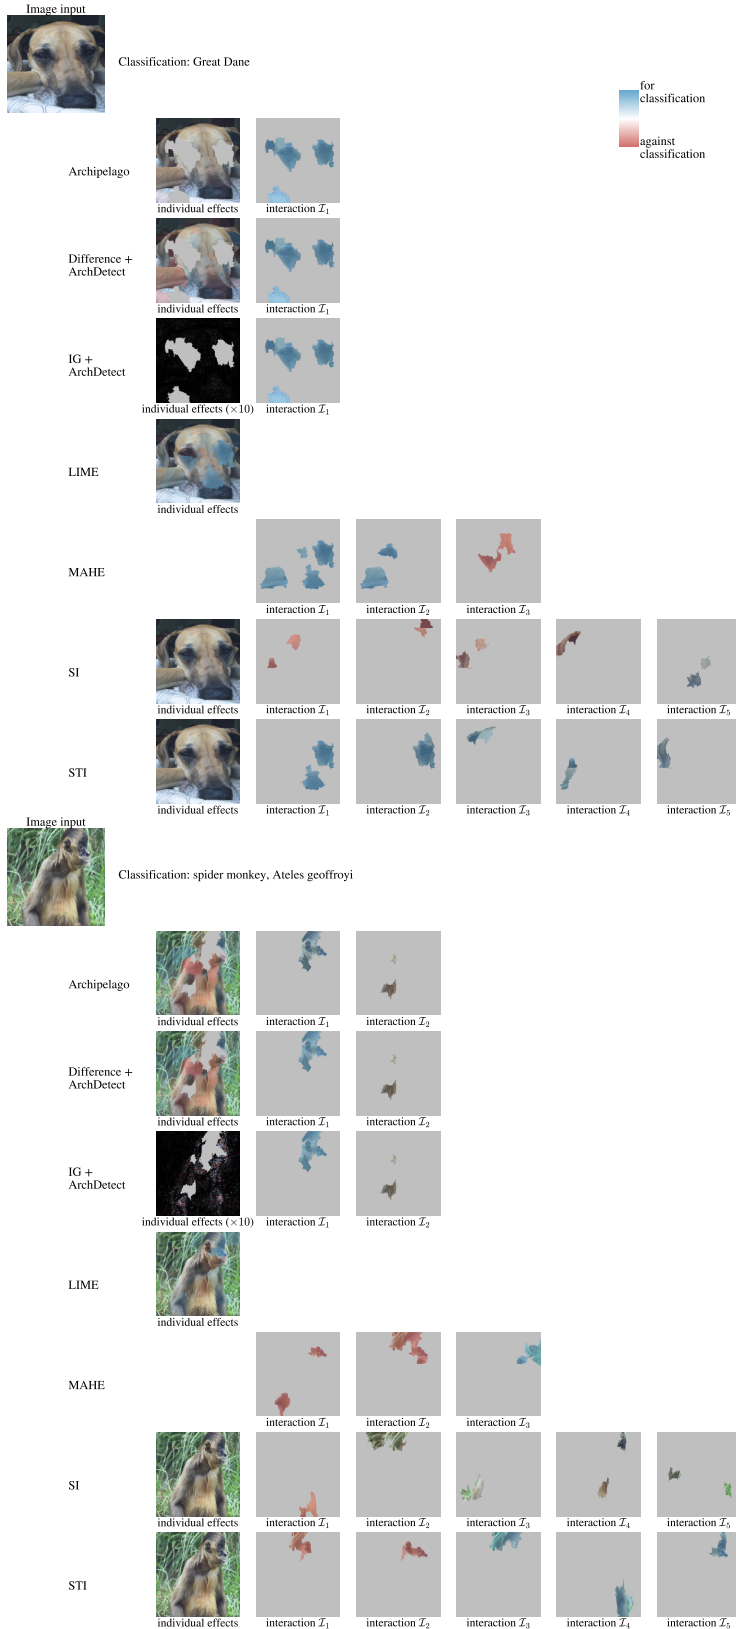 Image input
Classification: Great Dane
for
classification
against
classification
Archipelago
individual effects
interaction 𝓘₁
Difference +
ArchDetect
individual effects
interaction 𝓘₁
IG +
ArchDetect
individual effects (×10)
interaction 𝓘₁
LIME
individual effects
MAHE
interaction 𝓘₁
interaction 𝓘₂
interaction 𝓘₃
SI
individual effects
interaction 𝓘₁
interaction 𝓘₂
interaction 𝓘₃
interaction 𝓘₄
interaction 𝓘₅
STI
individual effects
interaction 𝓘₁
interaction 𝓘₂
interaction 𝓘₃
interaction 𝓘₄
interaction 𝓘₅
Image input
Classification: spider monkey, Ateles geoffroyi
Archipelago
individual effects
interaction 𝓘₁
interaction 𝓘₂
Difference +
ArchDetect
individual effects
interaction 𝓘₁
interaction 𝓘₂
IG +
ArchDetect
individual effects (×10)
interaction 𝓘₁
interaction 𝓘₂
LIME
individual effects
MAHE
interaction 𝓘₁
interaction 𝓘₂
interaction 𝓘₃
SI
individual effects
interaction 𝓘₁
interaction 𝓘₂
interaction 𝓘₃
interaction 𝓘₄
interaction 𝓘₅
STI
individual effects
interaction 𝓘₁
interaction 𝓘₂
interaction 𝓘₃
interaction 𝓘₄
interaction 𝓘₅